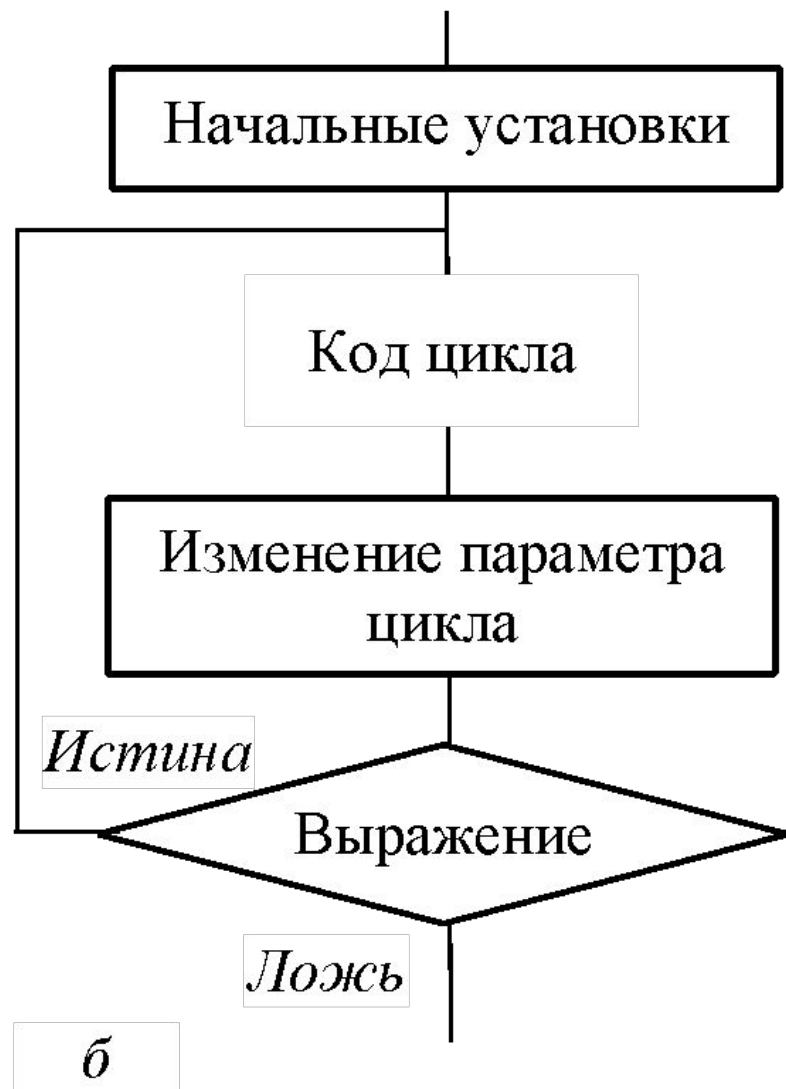 Начальные установки
Код цикла
Изменение параметра
цикла
Истина
Выражение
Ложь
б